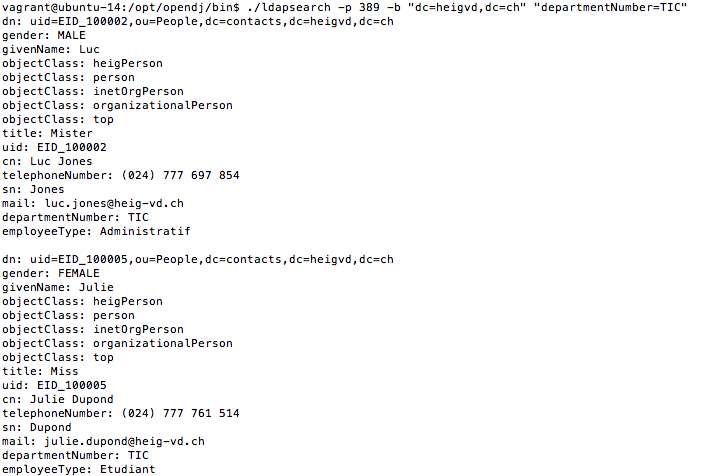 vagrant@ubuntu-14:/opt/opendj/bin$ ./ldapsearch -p 389 -b "dc=heigvd,dc=ch" "departmentNumber=TIC"
dn: uid=EID_100002,ou=People,dc=contacts,dc=heigvd,dc=ch
gender: MALE
givenName: Luc
objectClass: heigPerson
objectClass: person
objectClass: inetOrgPerson
objectClass: organizationalPerson
objectClass: top
title: Mister
uid: EID_100002
cn: Luc Jones
telephoneNumber: (024) 777 697 854
sn: Jones
mail: luc.jones@heig-vd.ch
departmentNumber: TIC
employeeType: Administratif

dn: uid=EID_100005,ou=People,dc=contacts,dc=heigvd,dc=ch
gender: FEMALE
givenName: Julie
objectClass: heigPerson
objectClass: person
objectClass: inetOrgPerson
objectClass: organizationalPerson
objectClass: top
title: Miss
uid: EID_100005
cn: Julie Dupond
telephoneNumber: (024) 777 761 514
sn: Dupond
mail: julie.dupond@heig-vd.ch
departmentNumber: TIC
employeeType: Etudiant